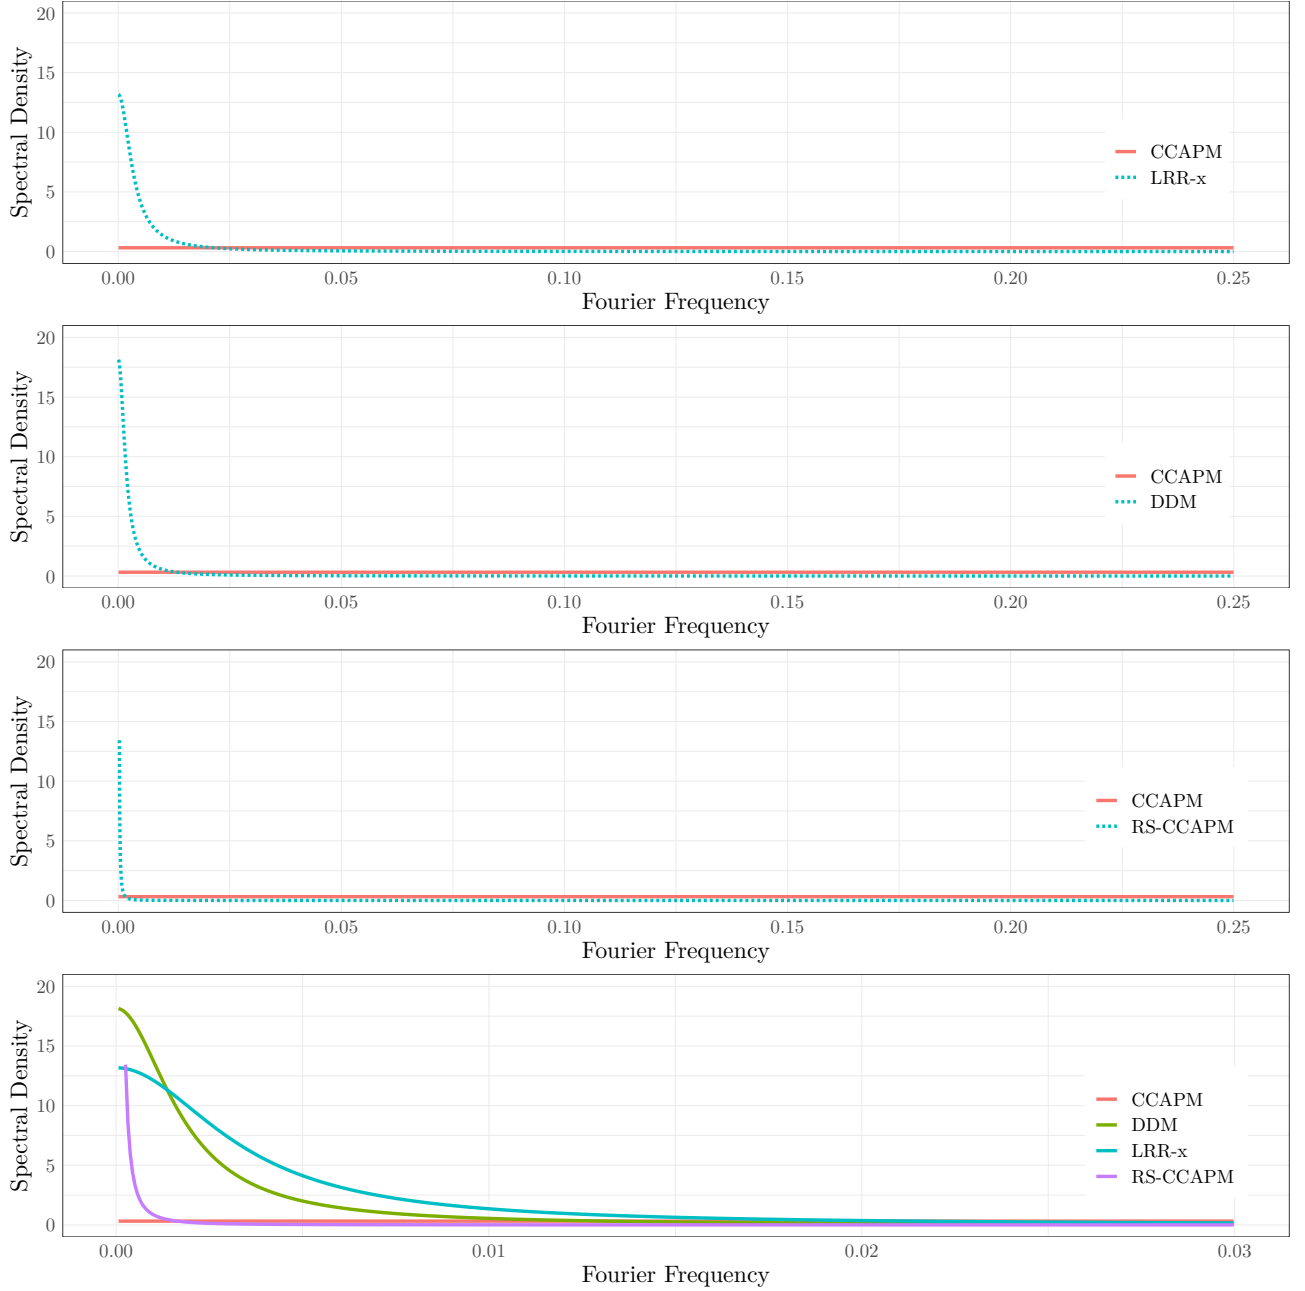 Spectral Density
20
15
10
5
0
CCAPM
LRR-x
0.00 0.05 0.10 0.15 0.20 0.25
Fourier Frequency
Spectral Density
20
15
10
5
0
CCAPM
DDM
0.00 0.05 0.10 0.15 0.20 0.25
Fourier Frequency
Spectral Density
20
15
10
5
0
CCAPM
RS-CCAPM
0.00 0.05 0.10 0.15 0.20 0.25
Fourier Frequency
Spectral Density
20
15
10
5
0
CCAPM
DDM
LRR-x
RS-CCAPM
0.00 0.01 0.02 0.03
Fourier Frequency